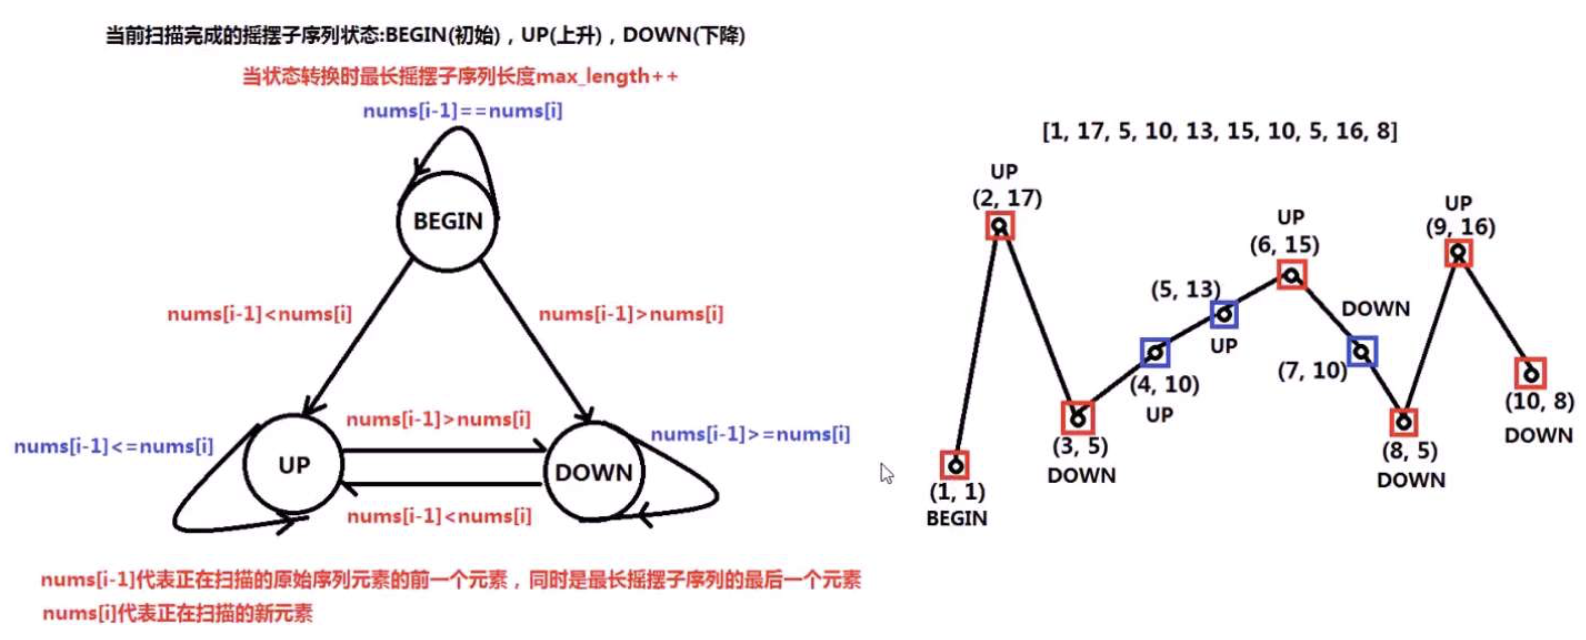 当前扫描完成的摇摆子序列状态:BEGIN(初始)，UP(上升)，DOWN(下降)
当状态转换时最长摇摆子序列长度max_length++
nums[i-1]==nums[i]
BEGIN
nums[i-1]<nums[i]
nums[i-1]>nums[i]
nums[i-1]>nums[i]
nums[i-1]<=nums[i]
nums[i-1]>=nums[i]
UP
DOWN
nums[i-1]<nums[i]
nums[i-1]代表正在扫描的原始序列元素的前一个元素，同时是最长摇摆子序列的最后一个元素
nums[i]代表正在扫描的新元素
[1, 17, 5, 10, 13, 15, 10, 5, 16, 8]
UP
(2, 17)
UP
(6, 15)
UP
(9, 16)
(5, 13)
UP
DOWN
(7, 10)
(4, 10)
UP
(3, 5)
DOWN
(8, 5)
DOWN
(10, 8)
DOWN
(1, 1)
BEGIN